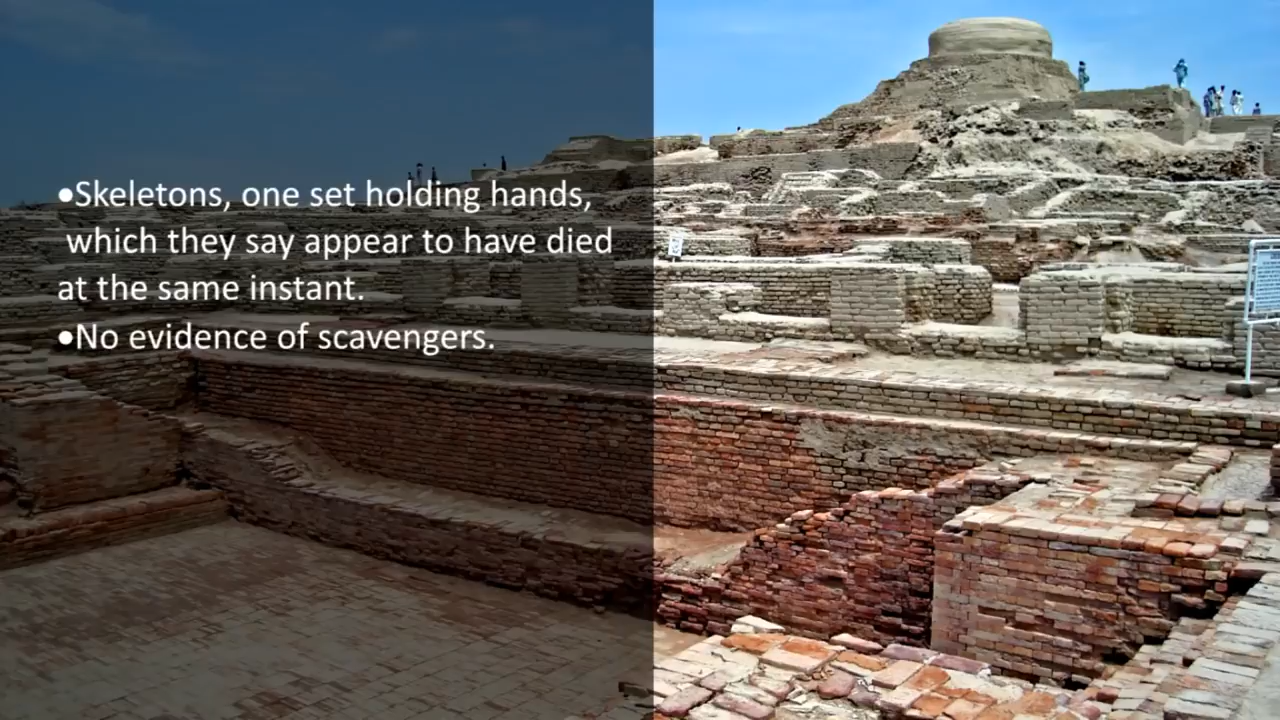 ●Skeletons, one set holding hands,
which they say appear to have died
at the same instant.
●No evidence of scavengers.